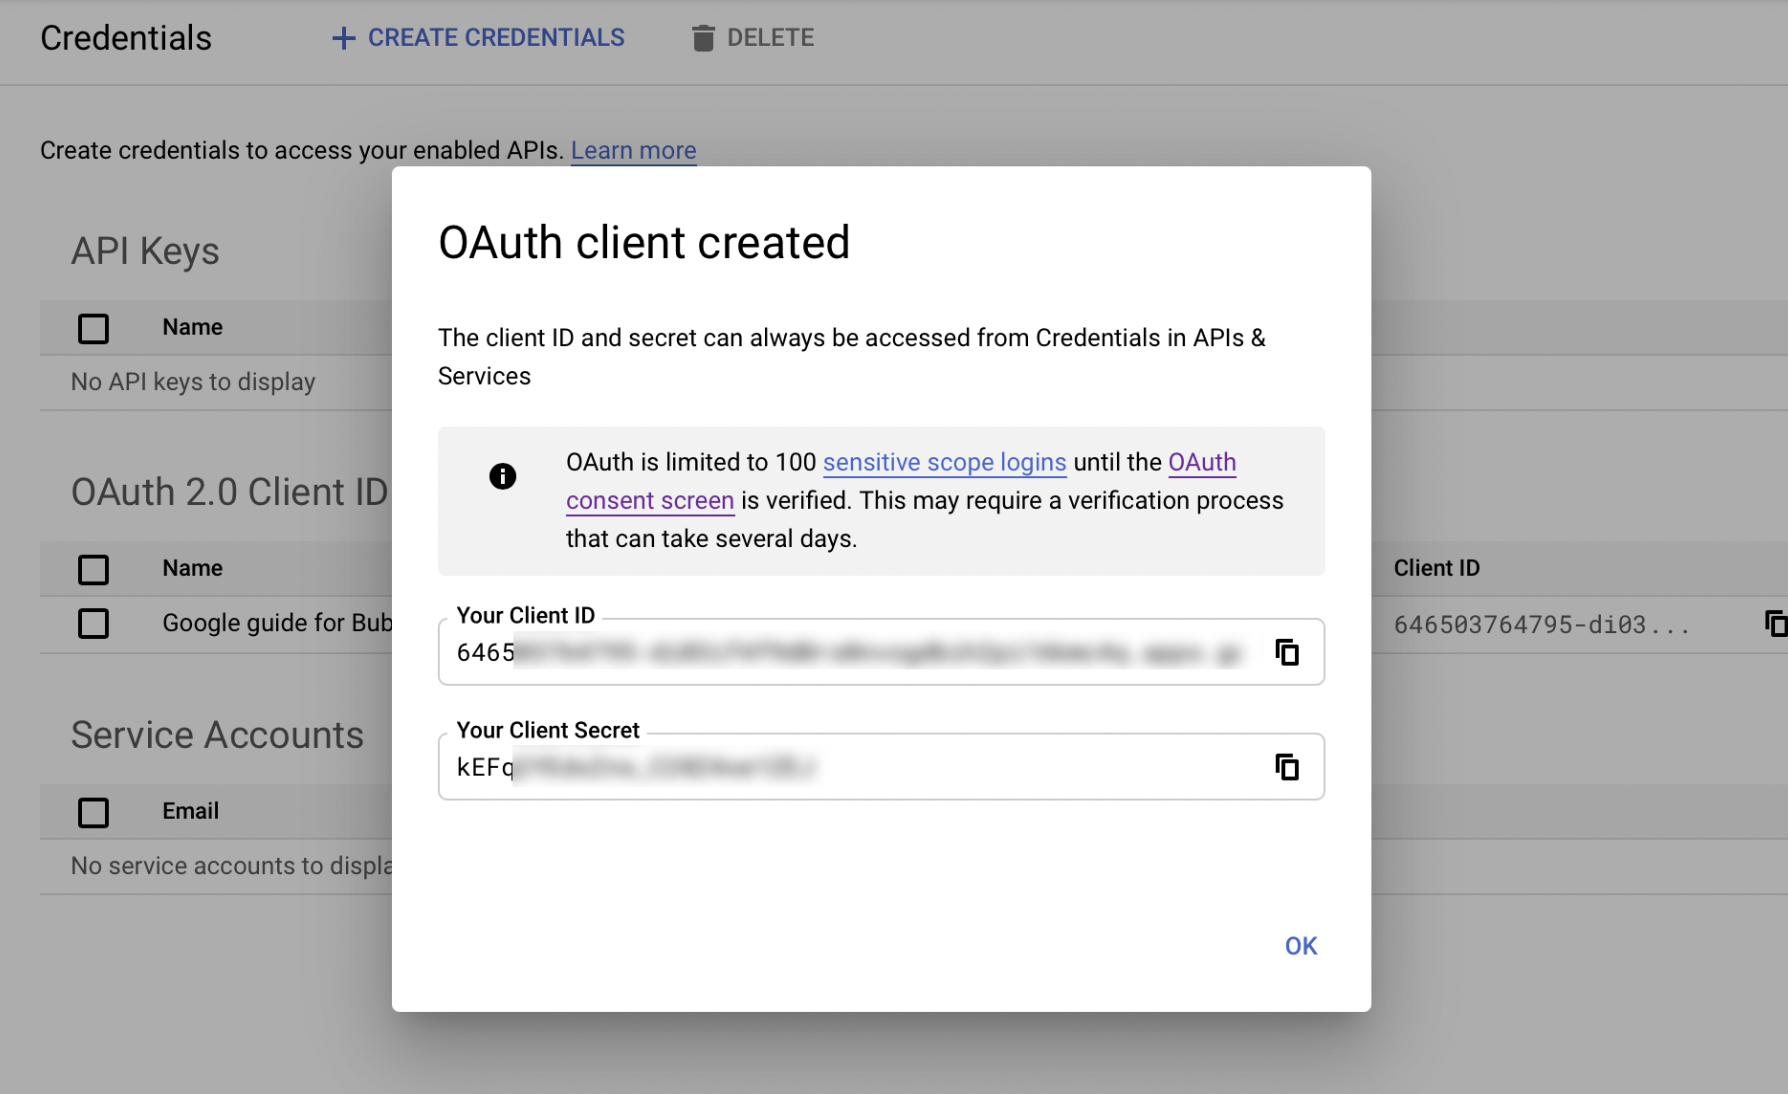 Credentials
CREATE CREDENTIALS
DELETE
Create credentials to access your enabled APIs. Learn more
API Keys
Name
No API keys to display
OAuth 2.0 Client ID
Name
Client ID
Google guide for Bub
646503764795-di03...
Service Accounts
Email
No service accounts to displa
OAuth client created
The client ID and secret can always be accessed from Credentials in APIs &
Services
OAuth is limited to 100 sensitive scope logins until the OAuth
consent screen is verified. This may require a verification process
that can take several days.
Your Client ID
6465
Your Client Secret
kEFq
OK